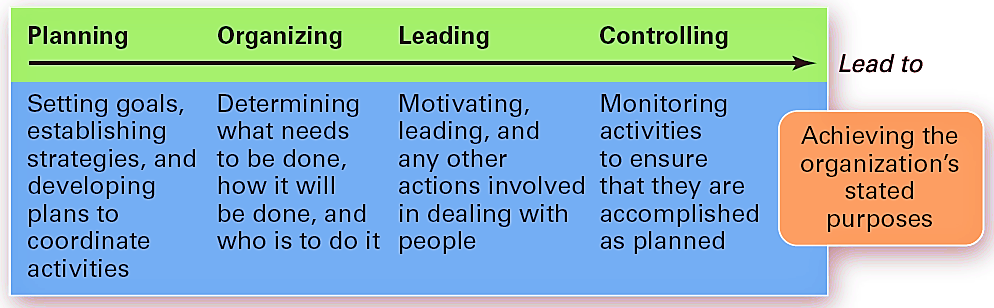 Planning
Organizing
Leading
Controlling
Lead to
Setting goals,
establishing
strategies, and
developing
plans to
coordinate
activities
Determining
what needs
to be done,
how it will
be done, and
who is to do it
Motivating,
leading, and
any other
actions involved
in dealing with
people
Monitoring
activities
to ensure
that they are
accomplished
as planned
Achieving the
organization's
stated
purposes